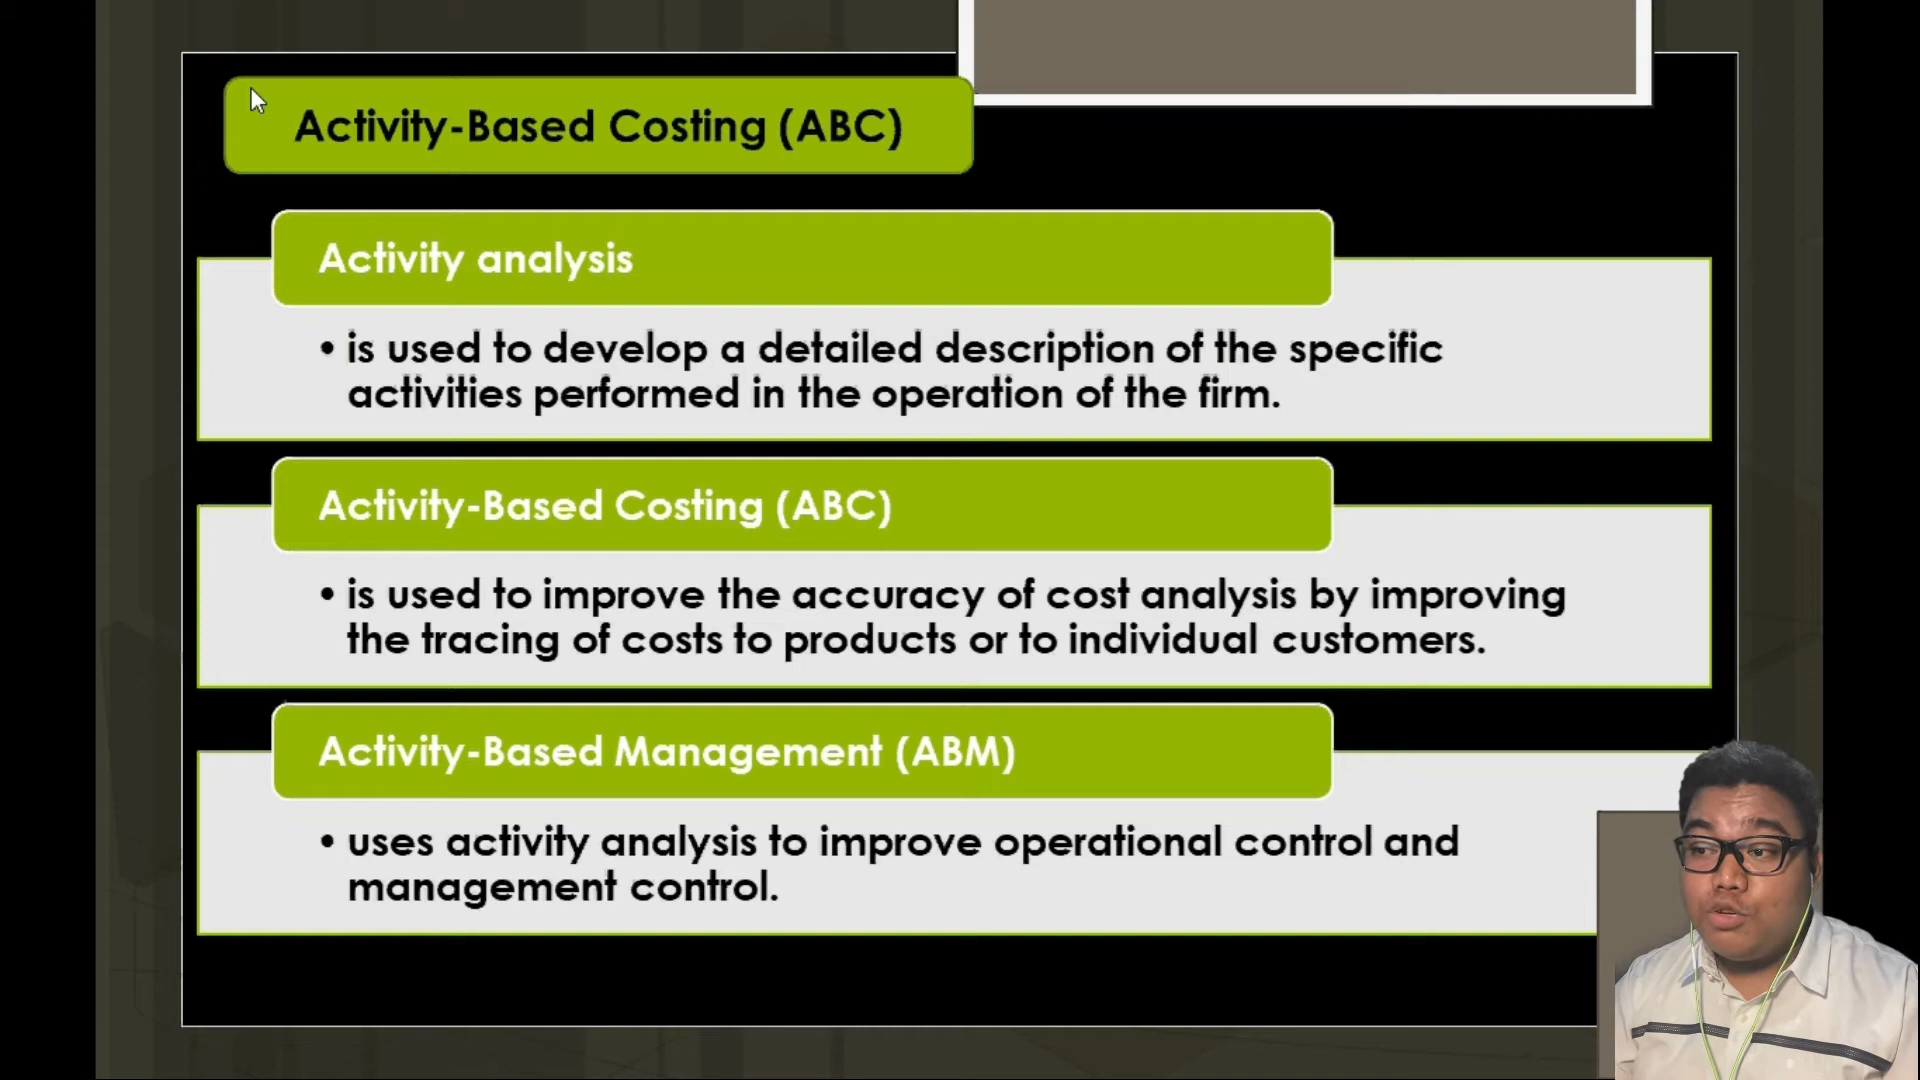 Activity-Based Costing (ABC)
Activity analysis
• is used to develop a detailed description of the specific
activities performed in the operation of the firm.
Activity-Based Costing (ABC)
• is used to improve the accuracy of cost analysis by improving
the tracing of costs to products or to individual customers.
Activity-Based Management (ABM)
• uses activity analysis to improve operational control and
management control.